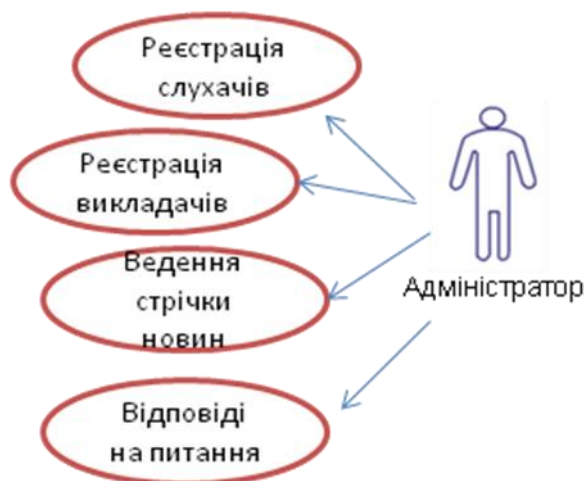 Реєстрація
слухачів
Реєстрація
викладачів
Ведення
стрічки
новин
Адміністратор
Відповіді
на питання